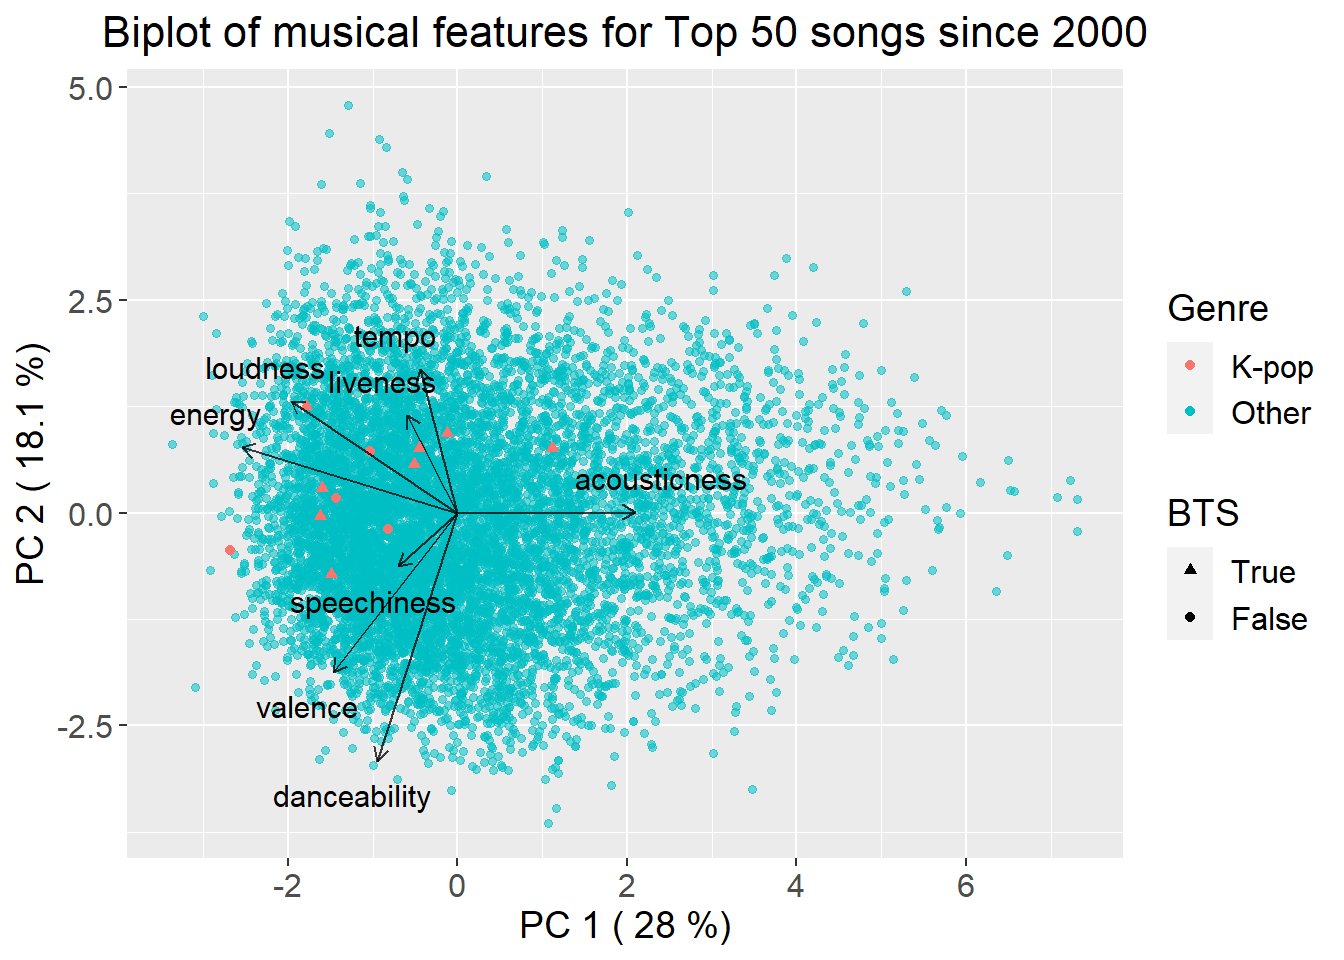 Biplot of musical features for Top 50 songs since 2000
5.0
2.5
0.0
-2.5
PC 2 ( 18.1 %)
tempo
loudness
liveness
energy
acousticness
speechiness
valence
danceability
-2
0
2
4
6
PC 1 ( 28 %)
Genre
K-pop
Other
BTS
True
False